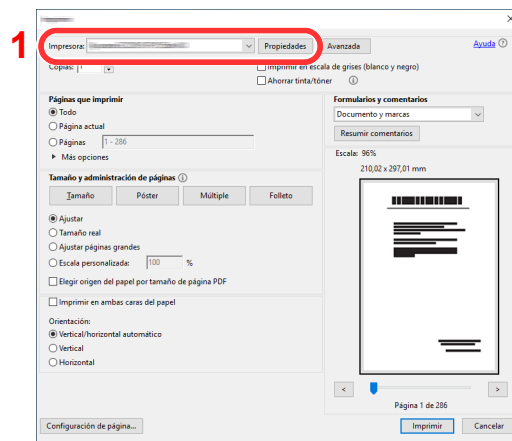 1
Impresora:
Propiedades
Avanzada
Ayuda
Copias: 1
Imprimir en escala de grises (blanco y negro)
Ahorrar tinta/tóner
Páginas que imprimir
Todo
Página actual
Páginas
1 - 286
Más opciones
Tamaño y administración de páginas
Tamaño
Póster
Múltiple
Folleto
Ajustar
Tamaño real
Ajustar páginas grandes
Escala personalizada:
100
%
Elegir origen del papel por tamaño de página PDF
Imprimir en ambas caras del papel
Orientación:
Vertical/horizontal automático
Vertical
Horizontal
Formularios y comentarios
Documento y marcas
Resumir comentarios
Escala: 96%
210,02 x 297,01 mm
<
>
Página 1 de 286
Configuración de página...
Imprimir
Cancelar